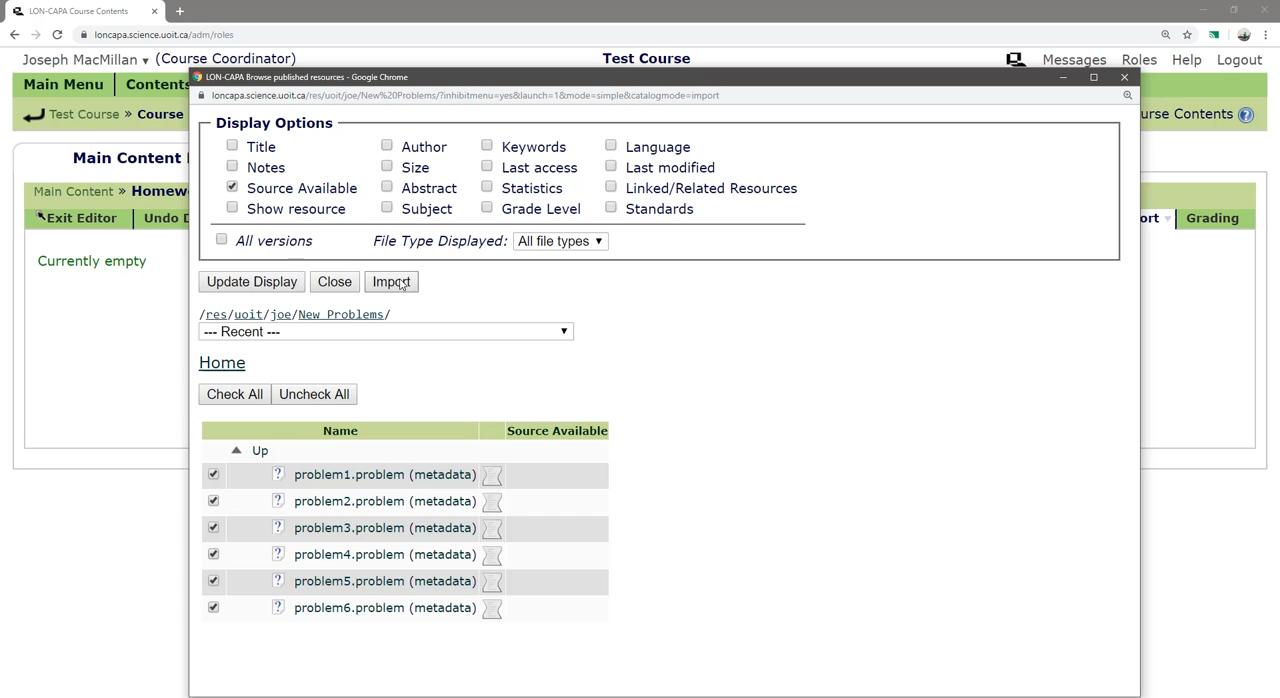 LON-CAPA Course Contents
loncapa.science.uoit.ca/adm/roles
Joseph MacMillan (Course Coordinator) Test Course Messages Roles Help Logout
Main Menu Contents
LON-CAPA Browse published resources - Google Chrome
loncapa.science.uoit.ca/res/uoit/joe/New%20Problems/?inhibitmenu=yes&launch=1&mode=simple&catalogmode=import
Test Course » Course
urse Contents
Main Content
Main Content » Homew
Exit Editor Undo D
ort Grading
Currently empty
Display Options
Title Author Keywords Language
Notes Size Last access Last modified
Source Available Abstract Statistics Linked/Related Resources
Show resource Subject Grade Level Standards
All versions File Type Displayed: All file types
Update Display Close Import
/res/uoit/joe/New Problems/
--- Recent ---
Home
Check All Uncheck All
Name Source Available
Up
problem1.problem (metadata)
problem2.problem (metadata)
problem3.problem (metadata)
problem4.problem (metadata)
problem5.problem (metadata)
problem6.problem (metadata)